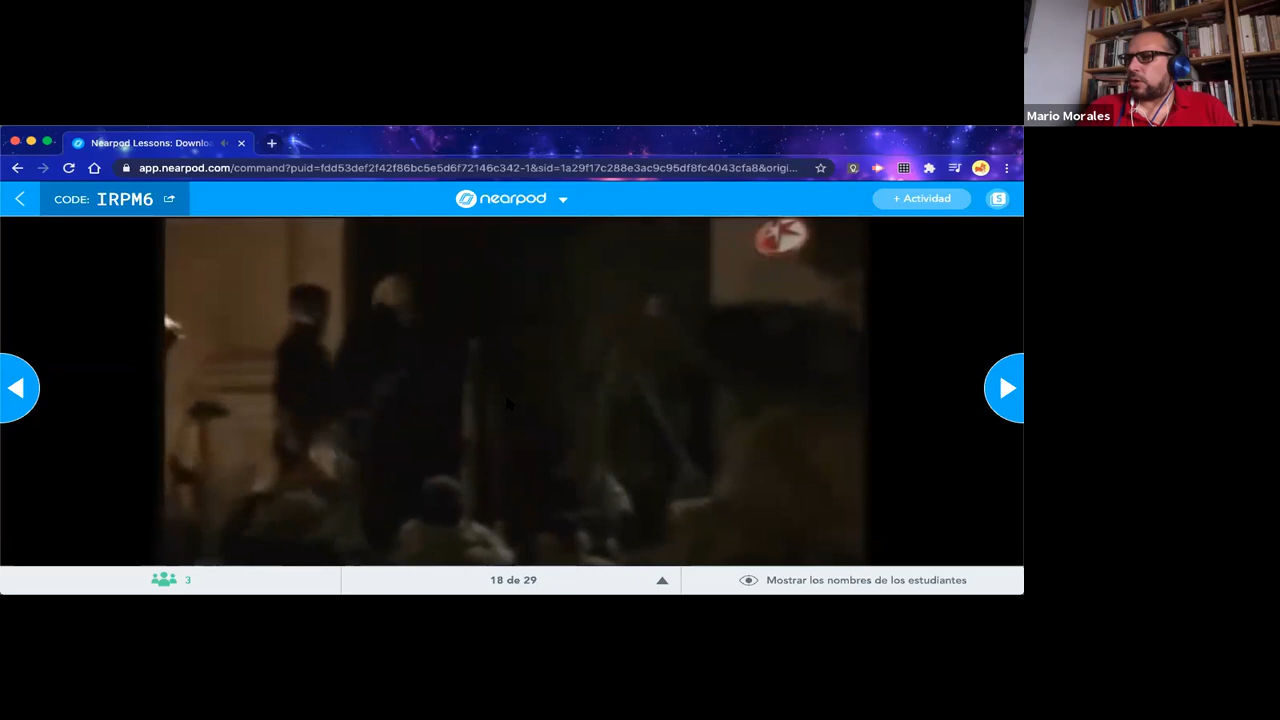 Mario Morales
Nearpod Lessons: Downloa
app.nearpod.com/command?puid=fdd53def2f42f86bc5e5d6f72146c342-1&sid=1a29f17c288e3ac9c95df8fc4043cfa8&origi...
CODE: IRPM6
nearpod
+ Actividad
S
3
18 de 29
Mostrar los nombres de los estudiantes